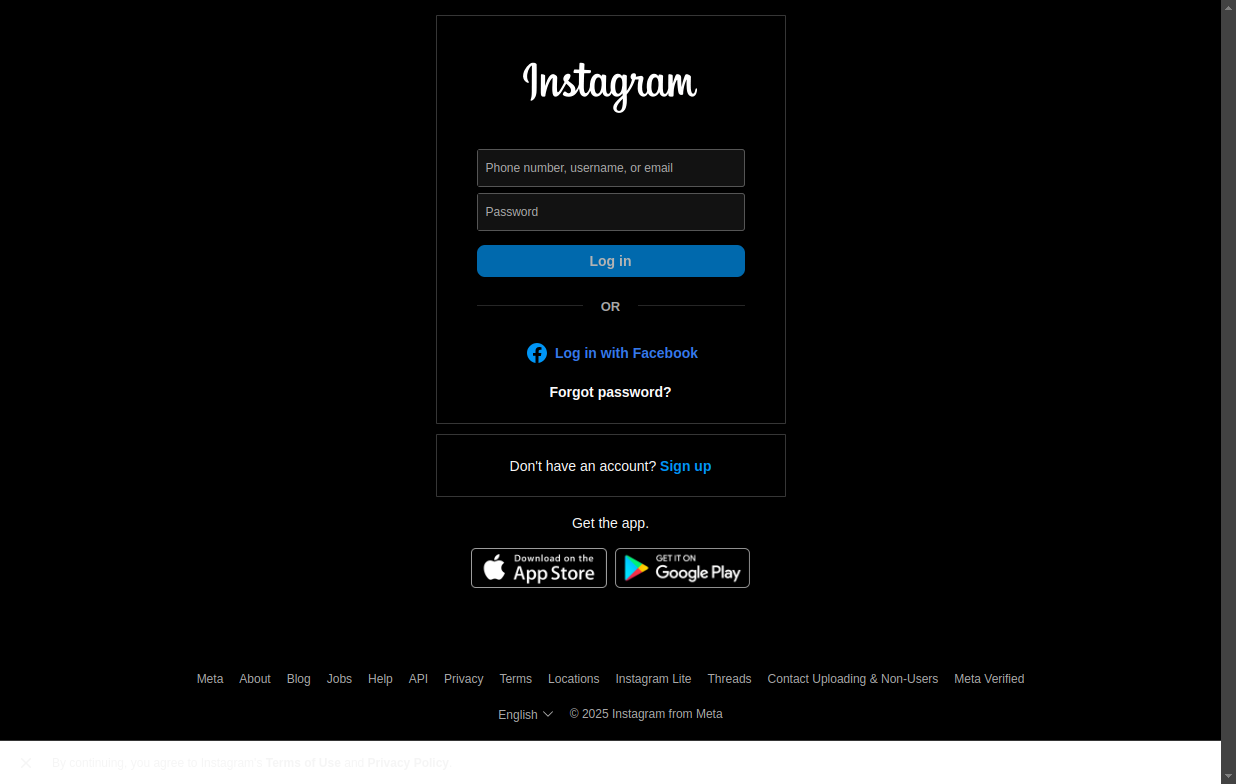 Instagram
Phone number, username, or email
Password
Log in
OR
Log in with Facebook
Forgot password?
Don't have an account? Sign up
Get the app.
Download on the App Store
GET IT ON Google Play
Meta About Blog Jobs Help API Privacy Terms Locations Instagram Lite Threads Contact Uploading & Non-Users Meta Verified
English © 2025 Instagram from Meta
By continuing, you agree to Instagram's Terms of Use and Privacy Policy.